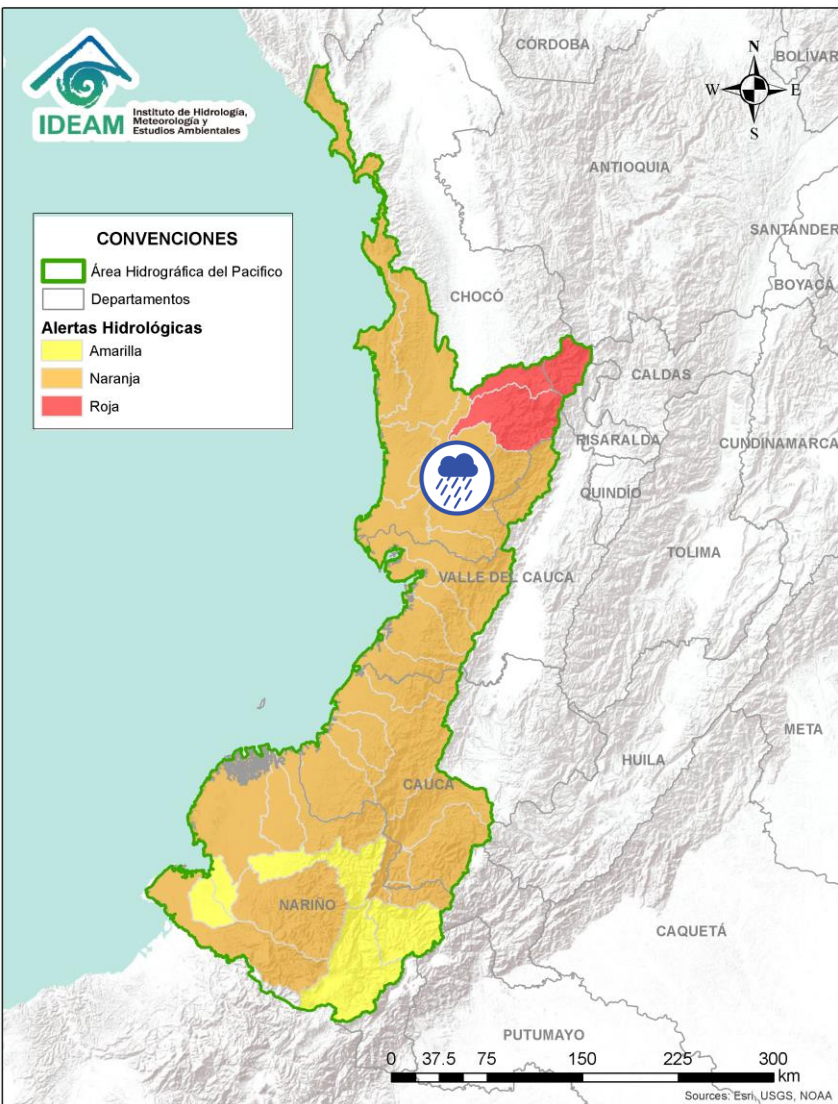 IDEAM
Instituto de Hidrología,
Meteorología y
Estudios Ambientales
CÓRDOBA
BOLÍVAR
N
W E
S
ANTIOQUIA
SANTANDER
BOYACÁ
CONVENCIONES
Área Hidrográfica del Pacifico
Departamentos
Alertas Hidrológicas
Amarilla
Naranja
Roja
CHOCÓ
CALDAS
RISARALDA
CUNDINAMARCA
QUINDÍO
TOLIMA
VALLE DEL CAUCA
META
HUILA
CAUCA
NARIÑO
CAQUETÁ
PUTUMAYO
0 37.5 75 150 225 300
km
Sources: Esri, USGS, NOAA